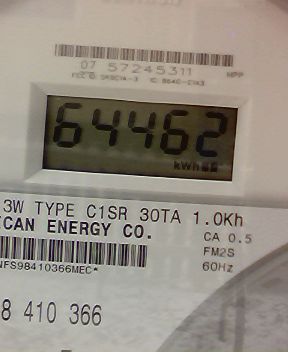 07 57245311
MPP
64462
kWh
3W TYPE C1SR 30TA 1.0Kh
CAN ENERGY CO.
CA 0.5
FM2S
60Hz
NFS98410366MEC*
8 410 366